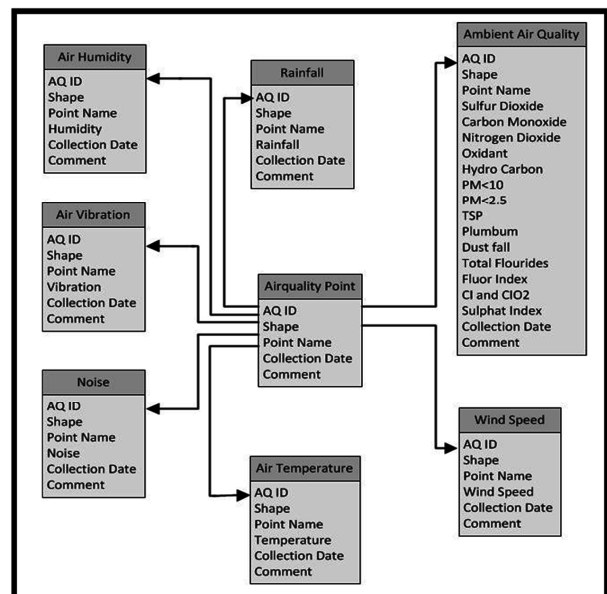 Air Humidity
AQ ID
Shape
Point Name
Humidity
Collection Date
Comment
Rainfall
AQ ID
Shape
Point Name
Rainfall
Collection Date
Comment
Ambient Air Quality
AQ ID
Shape
Point Name
Sulfur Dioxide
Carbon Monoxide
Nitrogen Dioxide
Oxidant
Hydro Carbon
PM<10
PM<2.5
TSP
Plumbum
Dust fall
Total Flourides
Fluor Index
CI and CIO2
Sulphat Index
Collection Date
Comment
Air Vibration
AQ ID
Shape
Point Name
Vibration
Collection Date
Comment
Airquality Point
AQ ID
Shape
Point Name
Collection Date
Comment
Noise
AQ ID
Shape
Point Name
Noise
Collection Date
Comment
Air Temperature
AQ ID
Shape
Point Name
Temperature
Collection Date
Comment
Wind Speed
AQ ID
Shape
Point Name
Wind Speed
Collection Date
Comment